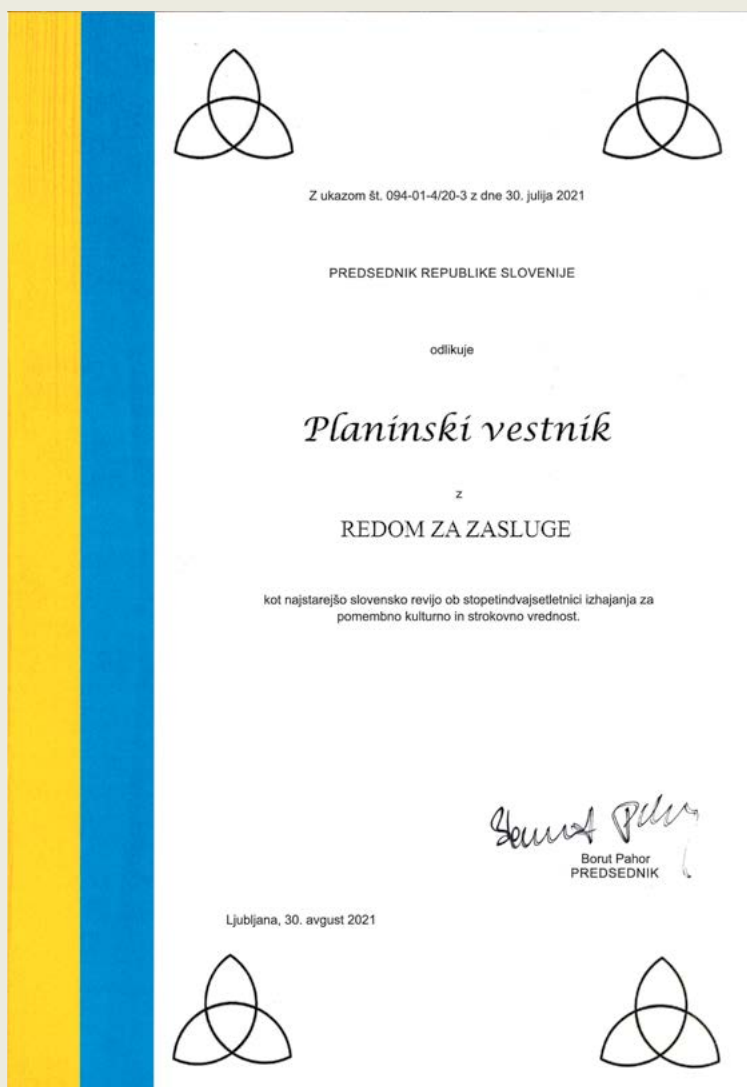 Z ukazom št. 094-01-4/20-3 z dne 30. julija 2021
PREDSEDNIK REPUBLIKE SLOVENIJE
odlikuje
Planinski vestnik
z
REDOM ZA ZASLUGE
kot najstarejšo slovensko revijo ob stopetindvajsetletnici izhajanja za
pomembno kulturno in strokovno vrednost.
Borut Pahor
PREDSEDNIK
Ljubljana, 30. avgust 2021